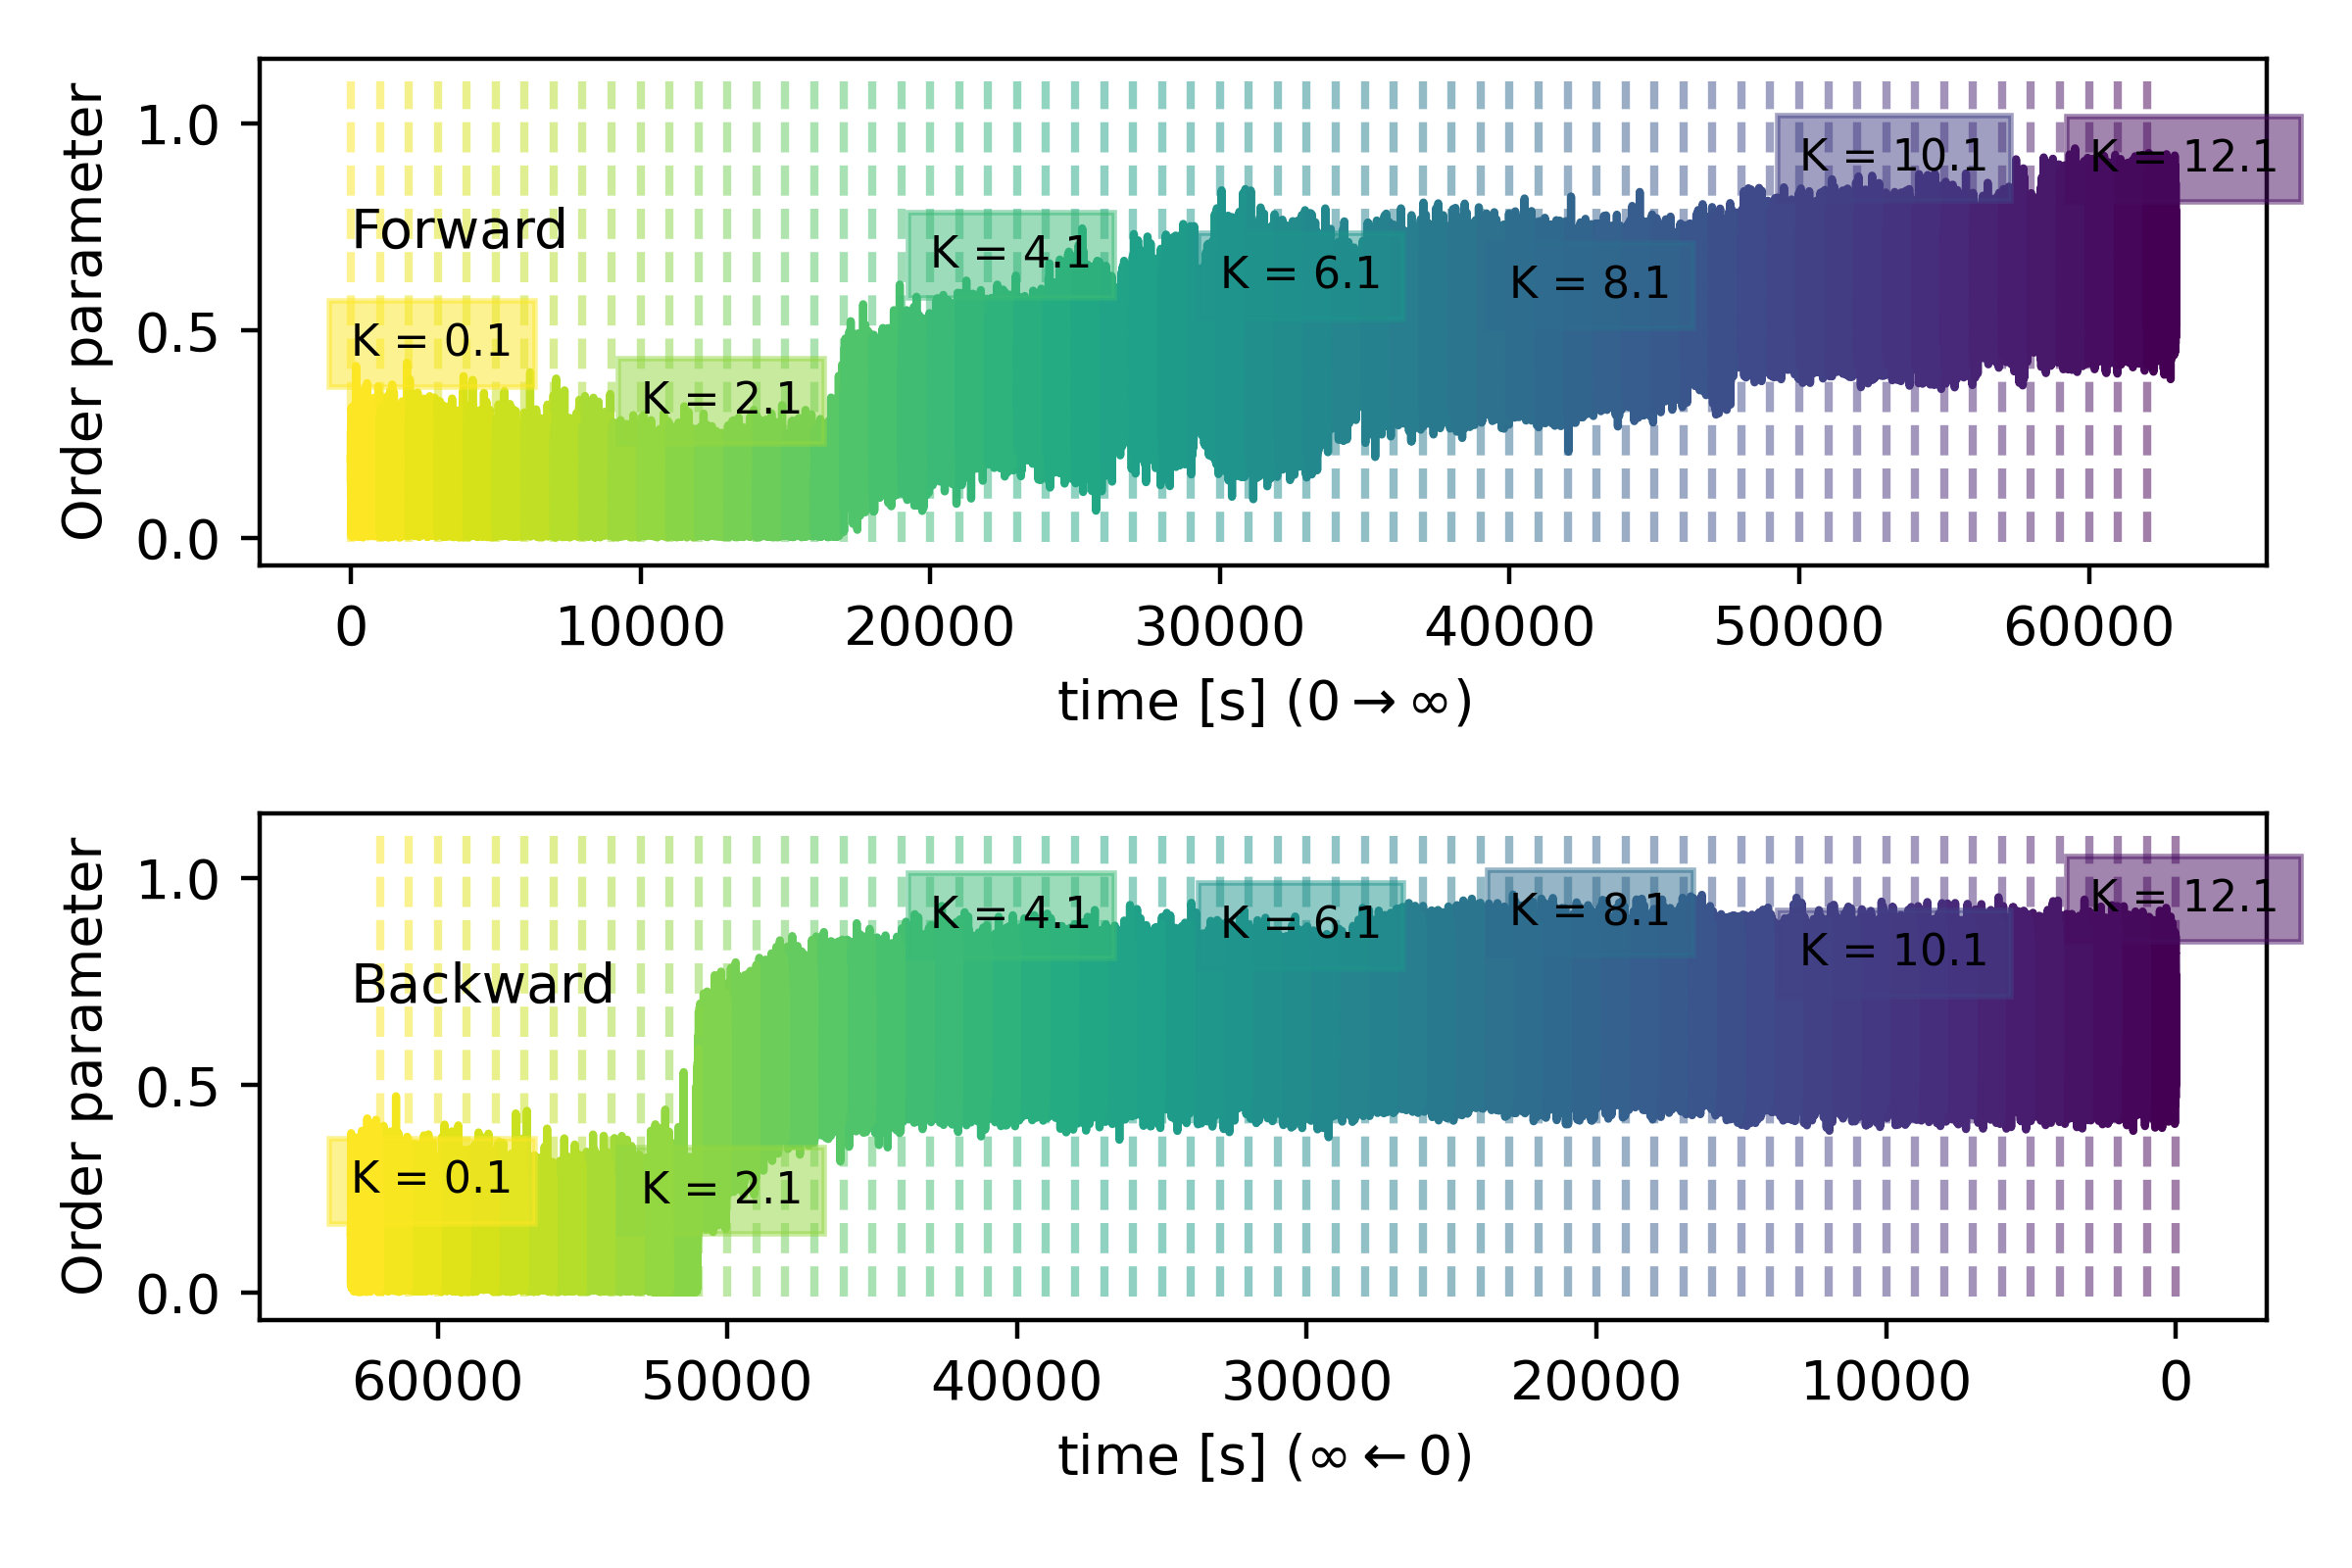 Order parameter
1.0
0.5
0.0
Forward
K = 0.1
K = 2.1
K = 4.1
K = 6.1
K = 8.1
K = 10.1
K = 12.1
0 10000 20000 30000 40000 50000 60000
time [s] (0 → ∞)
Order parameter
1.0
0.5
0.0
Backward
K = 0.1
K = 2.1
K = 4.1
K = 6.1
K = 8.1
K = 10.1
K = 12.1
60000 50000 40000 30000 20000 10000 0
time [s] (∞ ← 0)